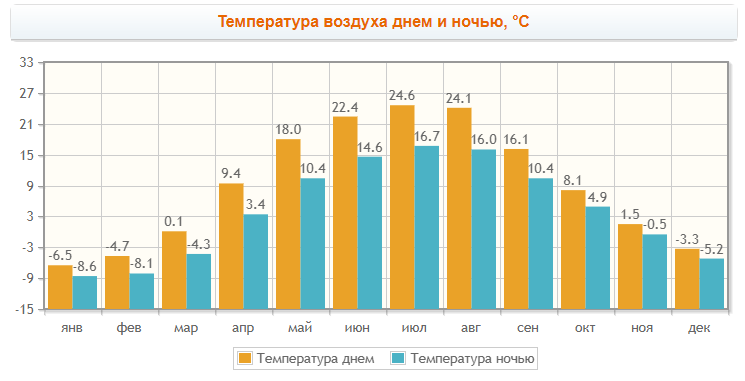 Температура воздуха днем и ночью, °C
33
27
21
15
9
3
-3
-9
-15
-6.5 -8.6 -4.7 -8.1 0.1 -4.3 9.4 3.4 18.0 10.4 22.4 14.6 24.6 16.7 24.1 16.0 16.1 10.4 8.1 4.9 1.5 -0.5 -3.3 -5.2
янв фев мар апр май июн июл авг сен окт ноя дек
Температура днем Температура ночью